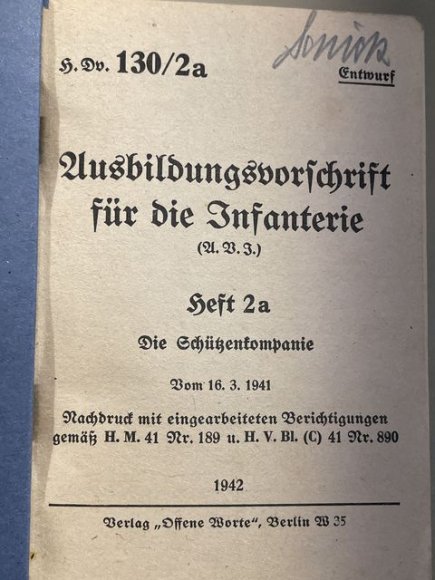 H. Dv. 130/2a
Entwurf
Ausbildungsvorschrift
für die Infanterie
(A. V. I.)
Heft 2a
Die Schützenkompanie
Vom 16. 3. 1941
Nachdruck mit eingearbeiteten Berichtigungen
gemäß H. M. 41 Nr. 189 u. H. V. Bl. (C) 41 Nr. 890
1942
Verlag „Offene Worte“, Berlin W 35